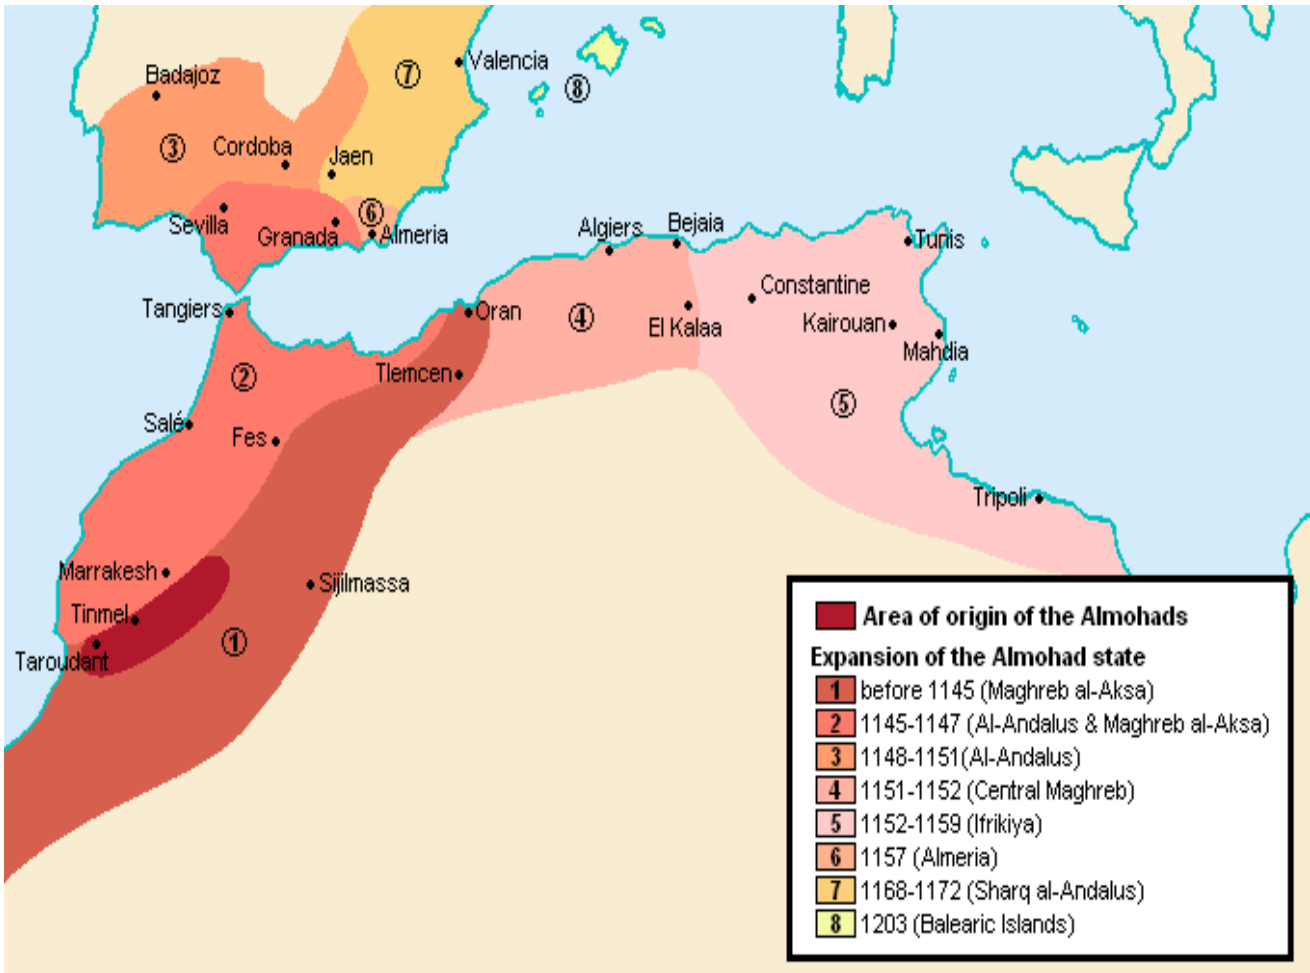 Valencia
7
Badajoz
8
3
Cordoba
Jaen
6
Sevilla
Granada
Almeria
Algiers
Bejaia
Tunis
Tangiers
Oran
4
Constantine
El Kalaa
Kairouan
Mahdia
2
Tlemcen
5
Salé
Fes
Tripoli
Marrakesh
Sijilmassa
Tinmel
1
Taroudant
Area of origin of the Almohads
Expansion of the Almohad state
1 before 1145 (Maghreb al-Aksa)
2 1145-1147 (Al-Andalus & Maghreb al-Aksa)
3 1148-1151(Al-Andalus)
4 1151-1152 (Central Maghreb)
5 1152-1159 (Ifrikiya)
6 1157 (Almeria)
7 1168-1172 (Sharq al-Andalus)
8 1203 (Balearic Islands)